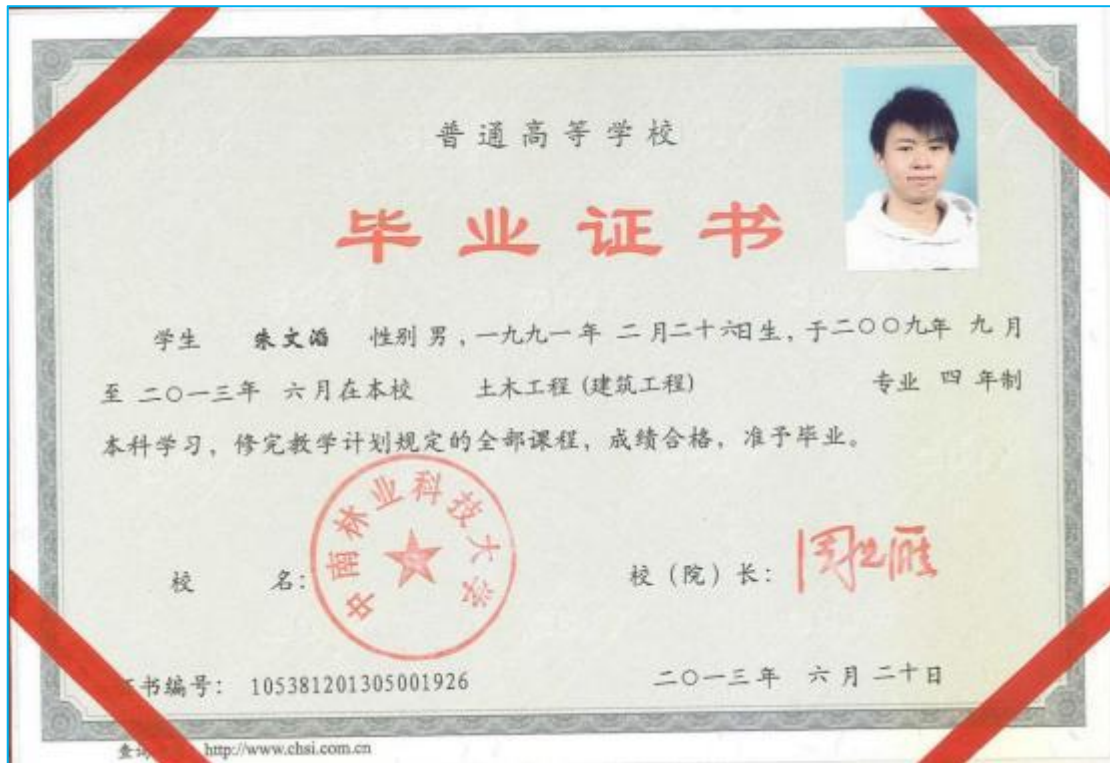 普通高等学校
毕业证书
学生 朱文滔 性别 男，一九九一年 二月二十六日生，于二〇〇九年 九月
至 二〇一三年 六月在本校 土木工程(建筑工程) 专业 四 年制
本科学习，修完教学计划规定的全部课程，成绩合格，准予毕业。
校 名：
中南林业科技大学
校（院）长：
书编号： 105381201305001926
二〇一三年 六月 二十日
查询 http://www.chsi.com.cn